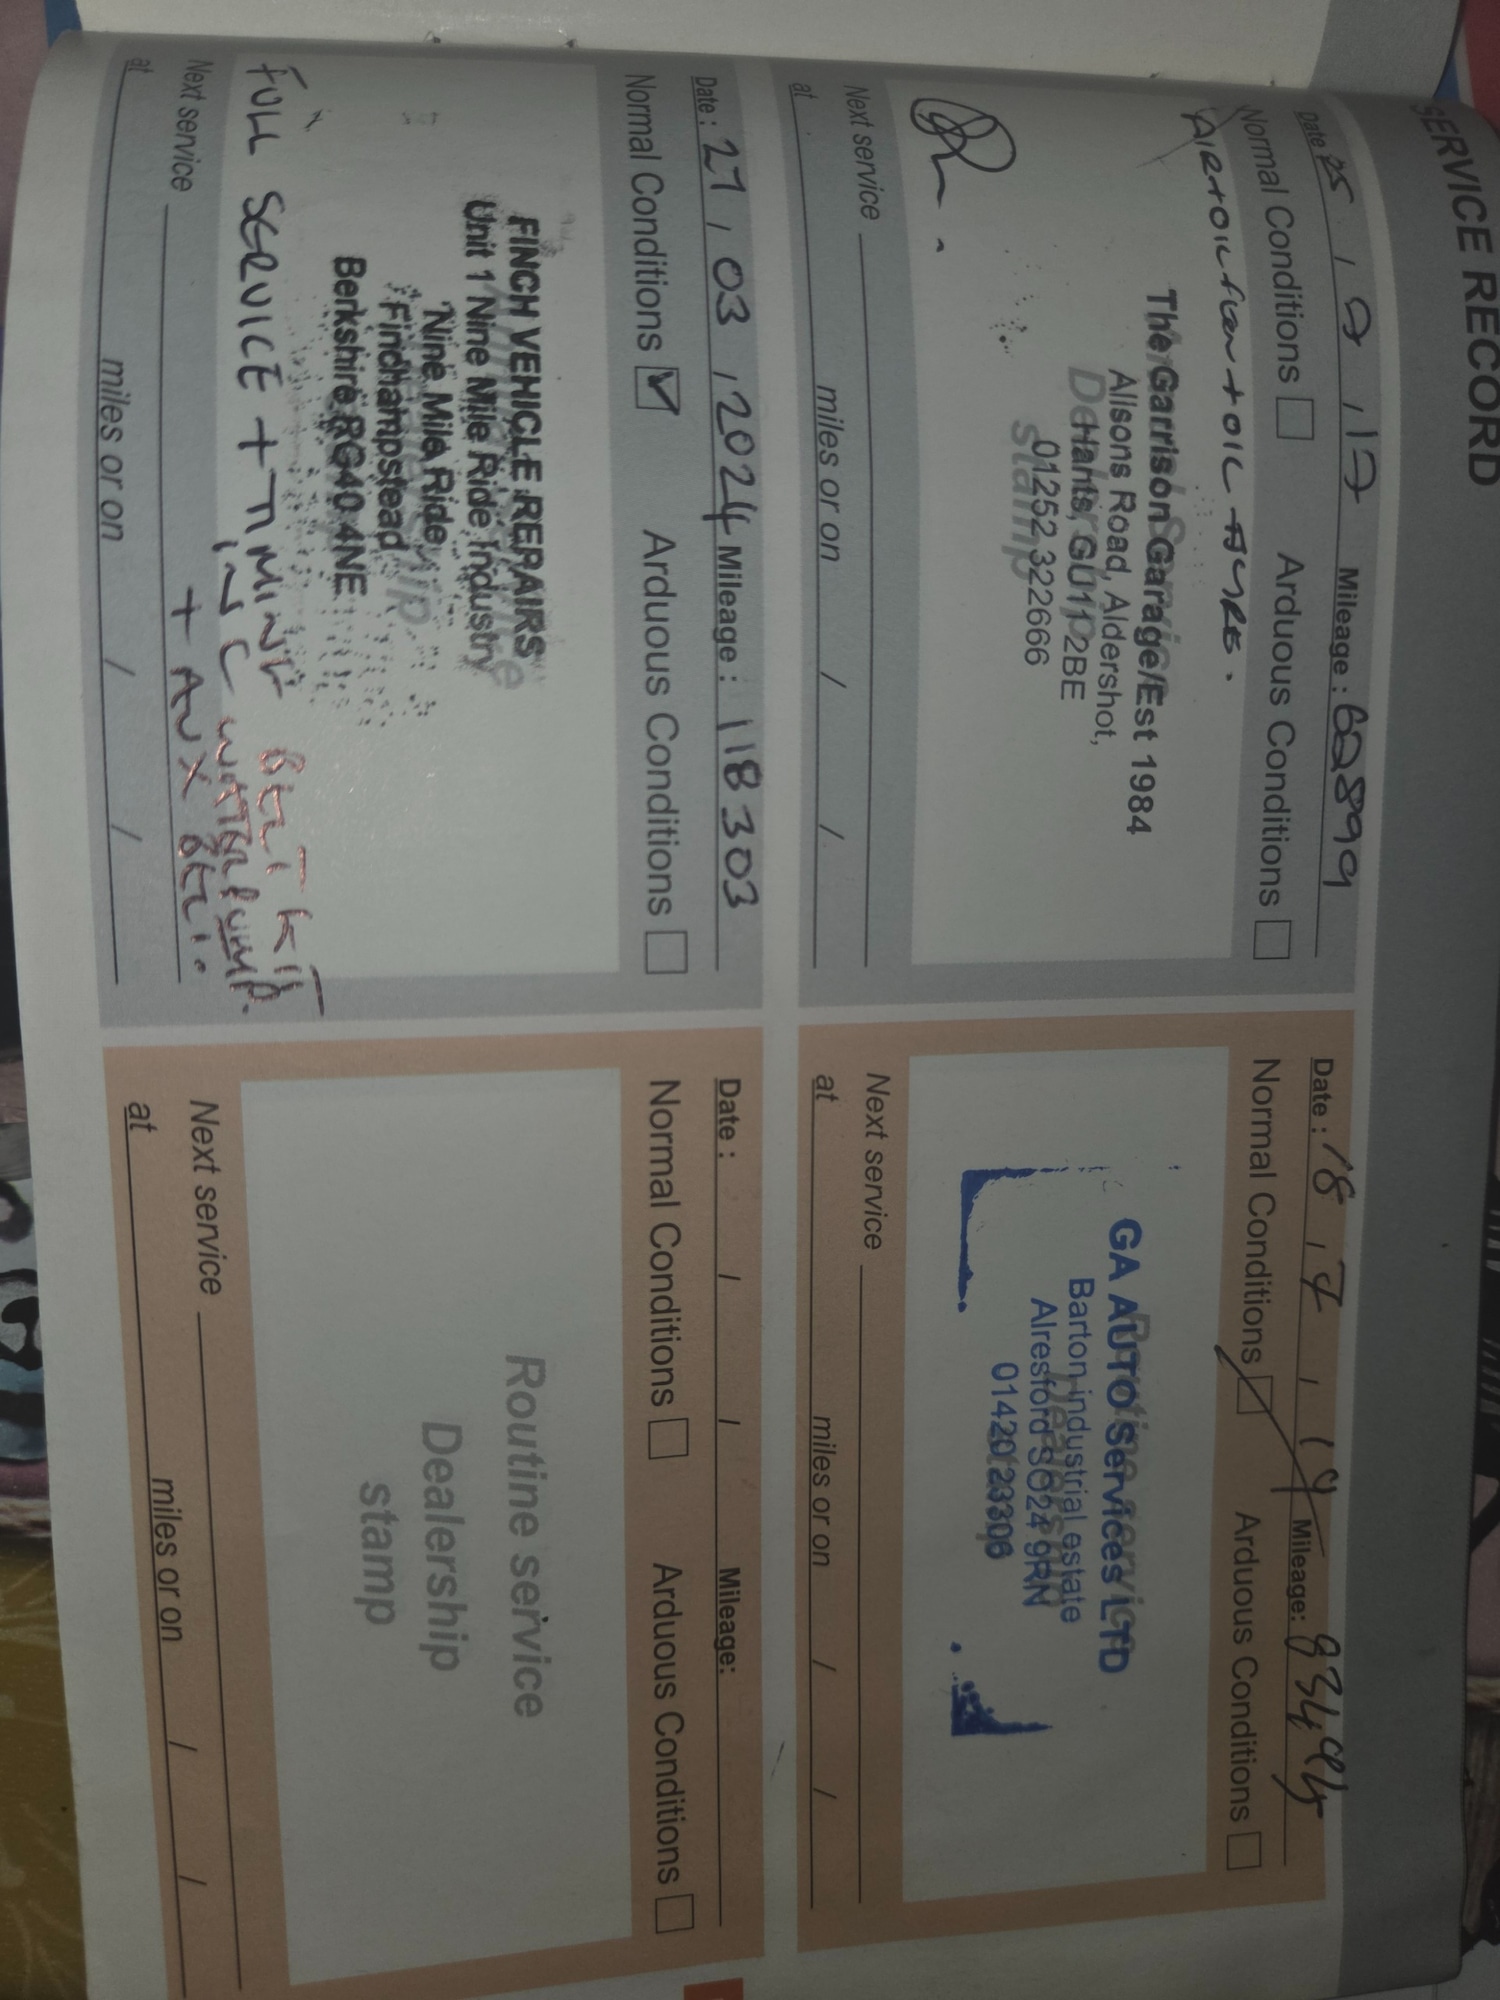 SERVICE RECORD
Date: 25 / 9 / 17 Mileage: 62899
Normal Conditions Arduous Conditions
AIR + OIL filter + OIL
The Garrison Garage/Est 1984
Alisons Road, Aldershot,
Hants, GU11 2BE
01252 322666
Next service
at miles or on / /
Date: 18 / 7 / 19 Mileage: 83494
Normal Conditions Arduous Conditions
GA AUTO Services LTD
Barton industrial estate
Alresford SO24 9RN
01420 23306
Next service
at miles or on / /
Date: 27 / 03 / 2024 Mileage: 118303
Normal Conditions Arduous Conditions
FINCH VEHICLE REPAIRS
Unit 1 Nine Mile Ride Industry
Nine Mile Ride
Finchampstead
Berkshire RG40 4NE
FULL SERVICE + TIMING BELT KIT
INC WATER PUMP.
+ AUX BELT.
Next service
at miles or on / /
Date: / / Mileage:
Normal Conditions Arduous Conditions
Routine service
Dealership
stamp
Next service
at miles or on / /